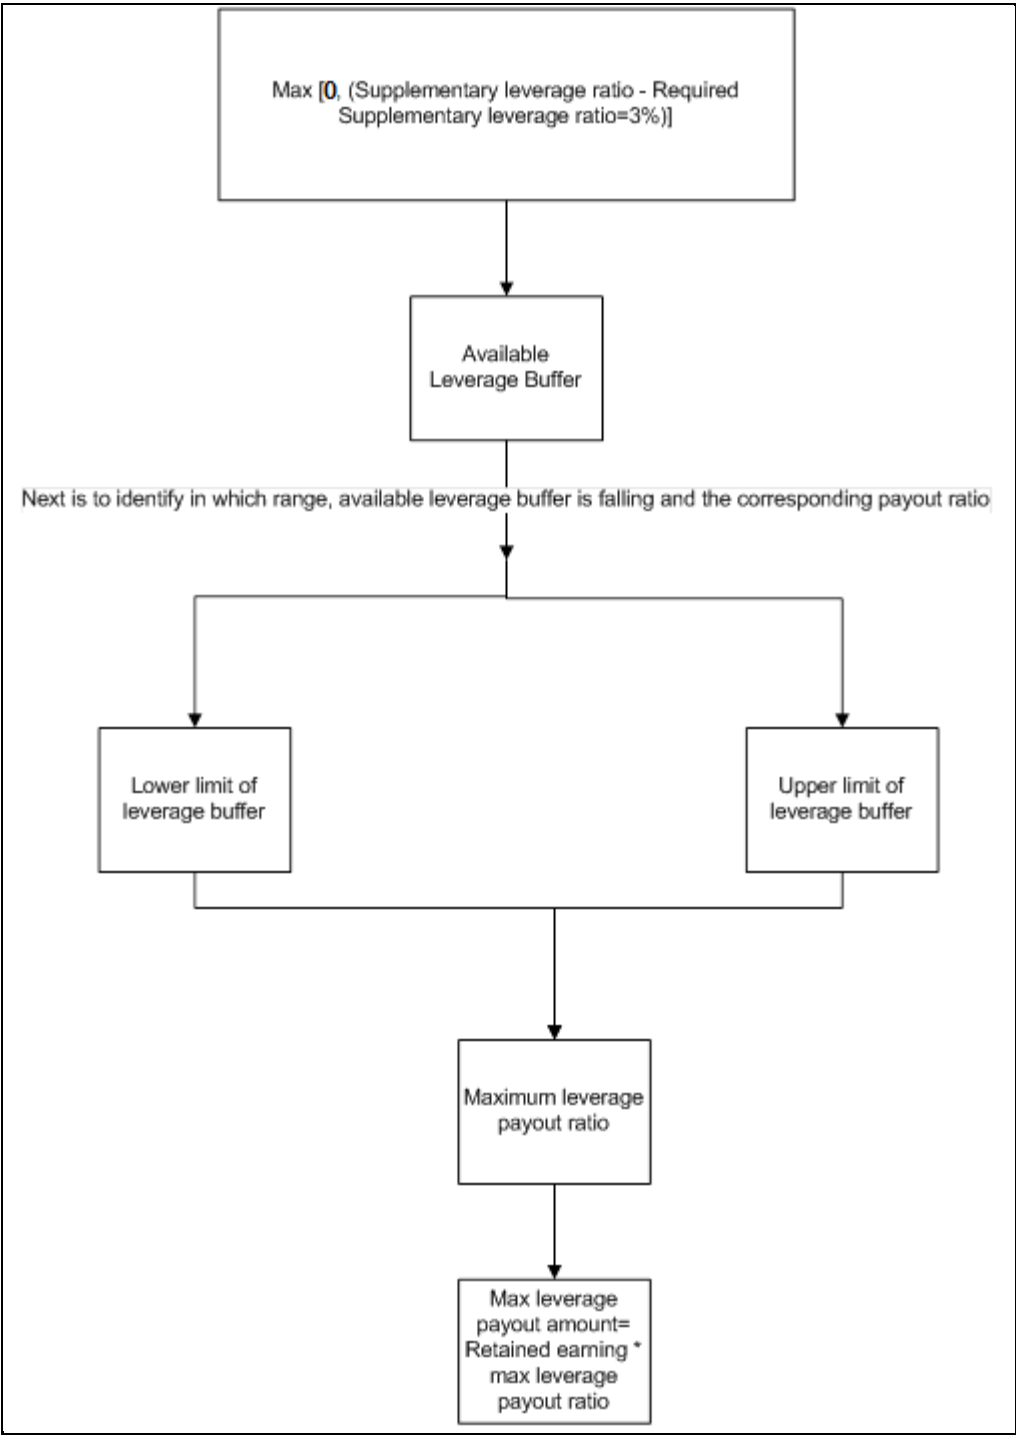 Max [0, (Supplementary leverage ratio - Required
Supplementary leverage ratio=3%)]
Available
Leverage Buffer
Next is to identify in which range, available leverage buffer is falling and the corresponding payout ratio
Lower limit of
leverage buffer
Upper limit of
leverage buffer
Maximum leverage
payout ratio
Max leverage
payout amount=
Retained earning *
max leverage
payout ratio